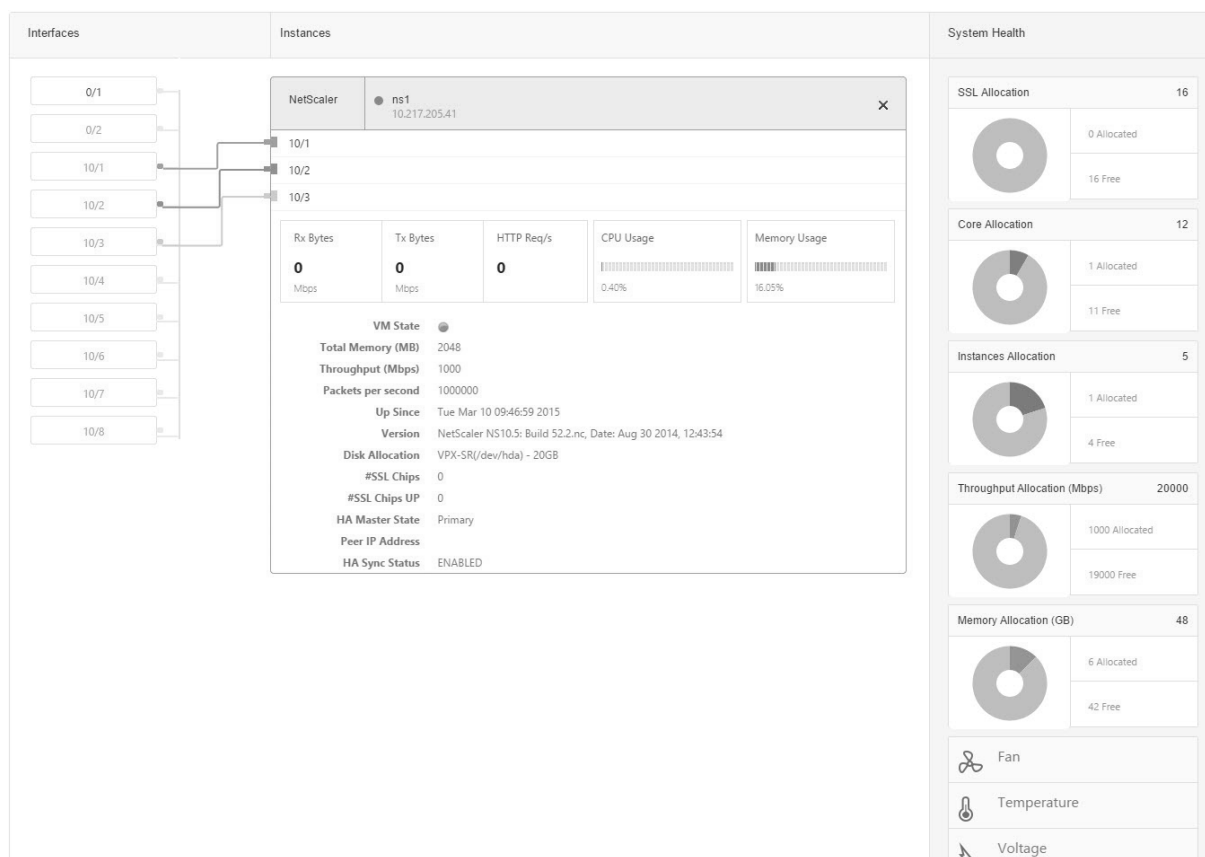 Interfaces
Instances
System Health
0/1
0/2
10/1
10/2
10/3
10/4
10/5
10/6
10/7
10/8
NetScaler
ns1
10.217.205.41
10/1
10/2
10/3
Rx Bytes
0
Mbps
Tx Bytes
0
Mbps
HTTP Req/s
0
CPU Usage
0.40%
Memory Usage
16.05%
VM State
Total Memory (MB) 2048
Throughput (Mbps) 1000
Packets per second 1000000
Up Since Tue Mar 10 09:46:59 2015
Version NetScaler NS10.5: Build 52.2.nc, Date: Aug 30 2014, 12:43:54
Disk Allocation VPX-SR(/dev/hda) - 20GB
#SSL Chips 0
#SSL Chips UP 0
HA Master State Primary
Peer IP Address
HA Sync Status ENABLED
SSL Allocation 16
0 Allocated
16 Free
Core Allocation 12
1 Allocated
11 Free
Instances Allocation 5
1 Allocated
4 Free
Throughput Allocation (Mbps) 20000
1000 Allocated
19000 Free
Memory Allocation (GB) 48
6 Allocated
42 Free
Fan
Temperature
Voltage